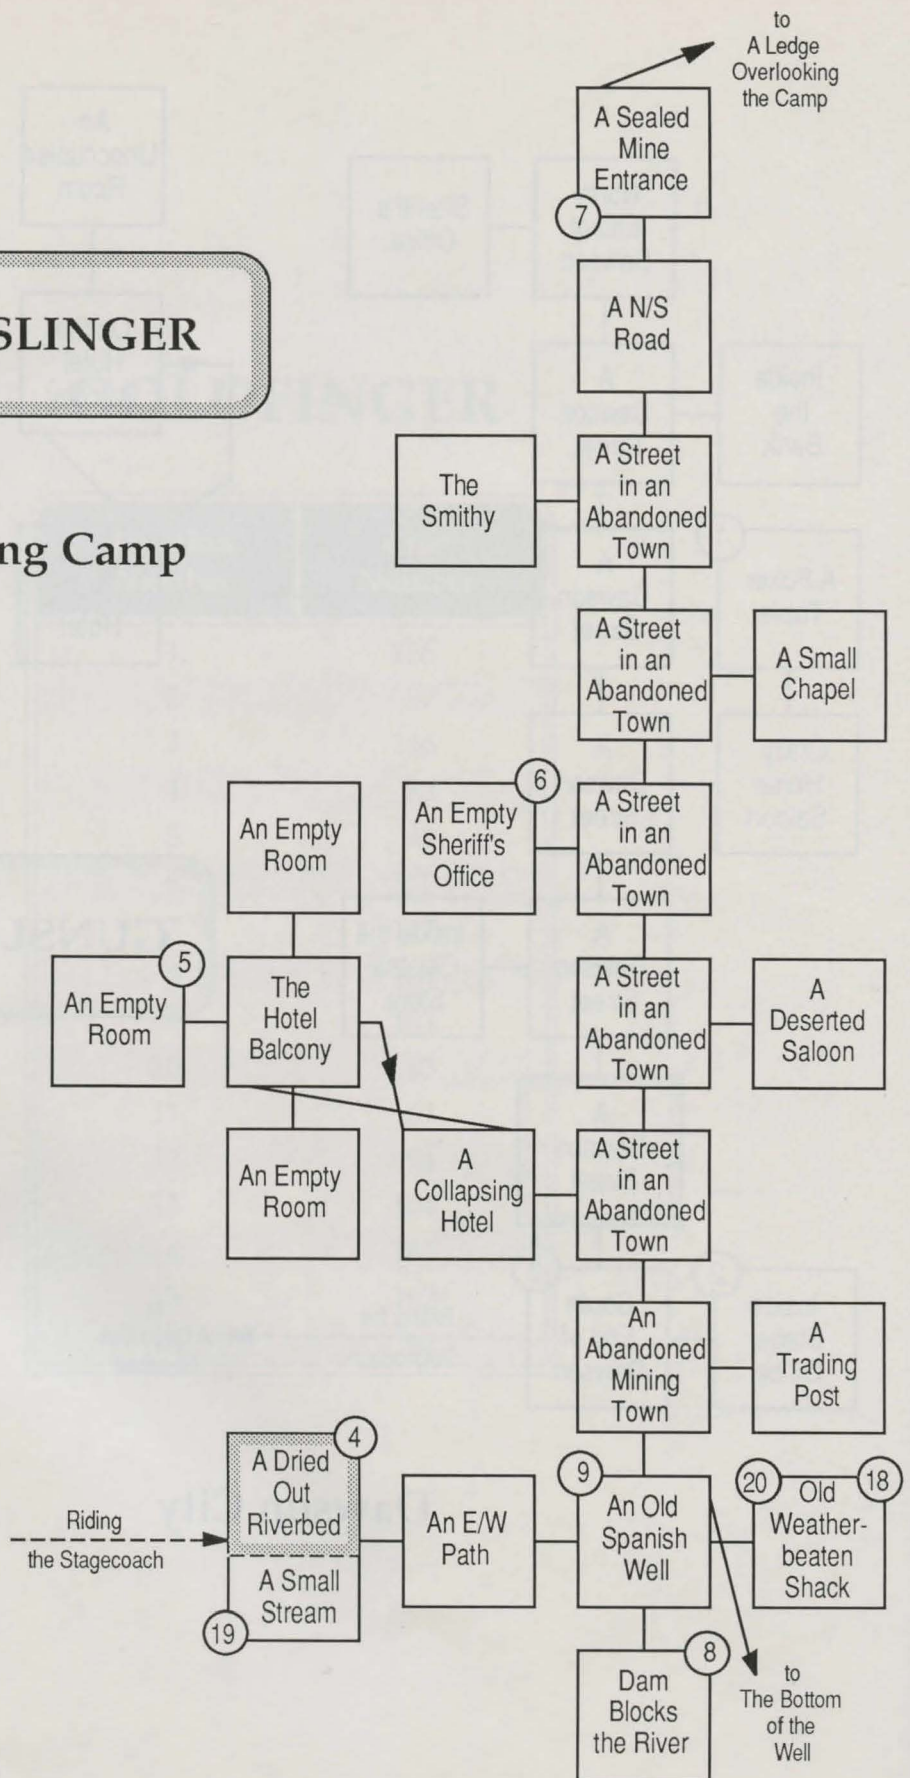 to
A Ledge
Overlooking
the Camp
A Sealed
Mine
Entrance
7
SLINGER
A N/S
Road
ng Camp
The
Smithy
A Street
in an
Abandoned
Town
A Street
in an
Abandoned
Town
A Small
Chapel
An Empty
Room
6
An Empty
Sheriff's
Office
A Street
in an
Abandoned
Town
5
An Empty
Room
The
Hotel
Balcony
A Street
in an
Abandoned
Town
A
Deserted
Saloon
An Empty
Room
A
Collapsing
Hotel
A Street
in an
Abandoned
Town
An
Abandoned
Mining
Town
A
Trading
Post
Riding
the Stagecoach
4
A Dried
Out
Riverbed
A Small
Stream
19
An E/W
Path
9
An Old
Spanish
Well
20
18
Old
Weather-
beaten
Shack
8
Dam
Blocks
the River
to
The Bottom
of the
Well